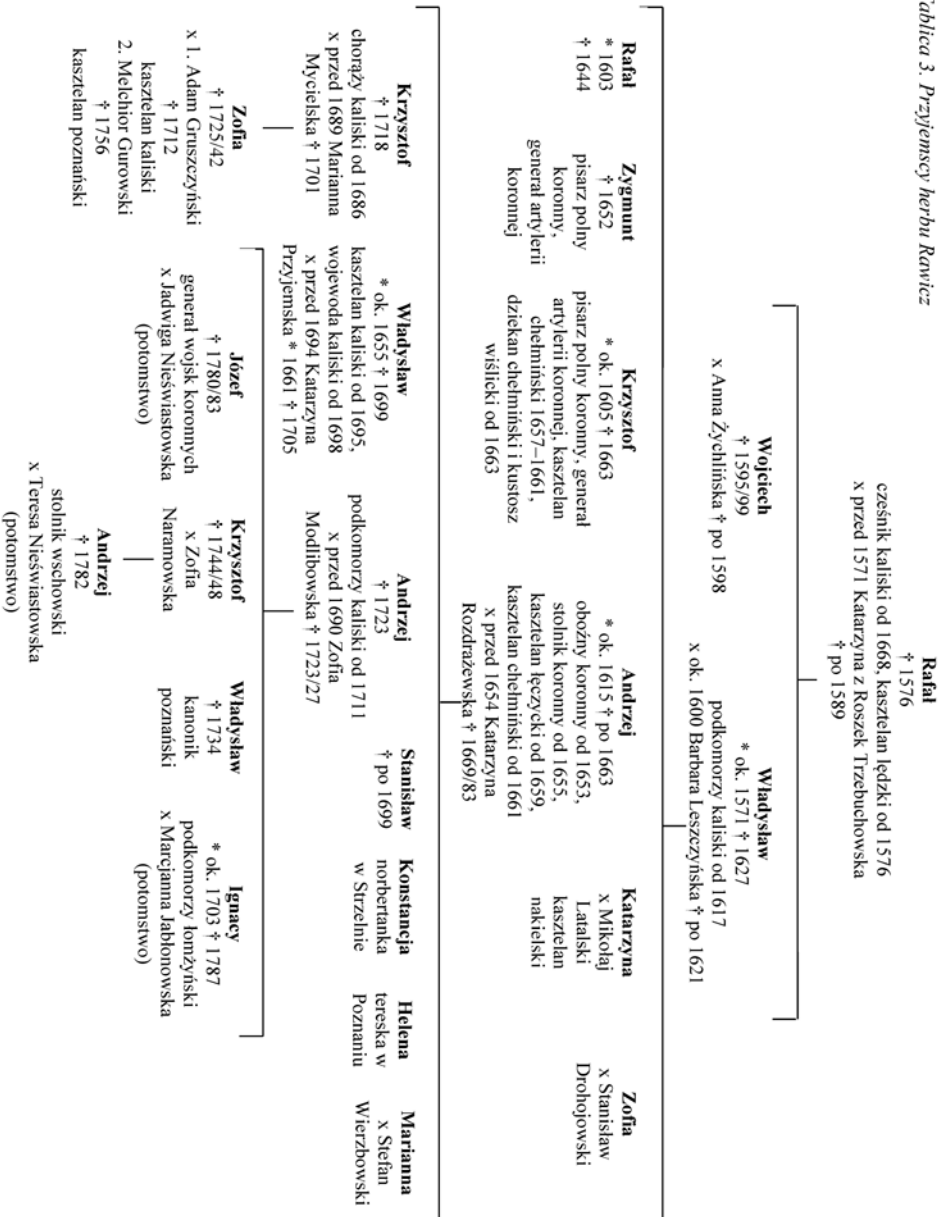 Tablica 3. Przyjemscy herbu Rawicz
Rafał
† 1576
cześnik kaliski od 1668, kasztelan lędzki od 1576
x przed 1571 Katarzyna z Roszek Trzebuchowska
† po 1589
Wojciech
† 1595/99
x Anna Żychlińska † po 1598
Władysław
* ok. 1571 † 1627
podkomorzy kaliski od 1617
x ok. 1600 Barbara Leszczyńska † po 1621
Rafał
* 1603
† 1644
Zygmunt
† 1652
pisarz polny
koronny,
generał artylerii
koronnej
Krzysztof
* ok. 1605 † 1663
pisarz polny koronny, generał
artylerii koronnej, kasztelan
chełmiński 1657–1661,
dziekan chełmiński i kustosz
wiślicki od 1663
Andrzej
* ok. 1615 † po 1663
oboźny koronny od 1653,
stolnik koronny od 1655,
kasztelan łęczycki od 1659,
kasztelan chełmiński od 1661
x przed 1654 Katarzyna
Rozdrażewska † 1669/83
Katarzyna
x Mikołaj
Latalski
kasztelan
nakielski
Zofia
x Stanisław
Drohojowski
Krzysztof
† 1718
chorąży kaliski od 1686
x przed 1689 Marianna
Mycielska † 1701
Władysław
* ok. 1655 † 1699
kasztelan kaliski od 1695,
wojewoda kaliski od 1698
x przed 1694 Katarzyna
Przyjemska * 1661 † 1705
Andrzej
† 1723
podkomorzy kaliski od 1711
x przed 1690 Zofia
Modlibowska † 1723/27
Stanisław
† po 1699
Konstancja
norbertanka
w Strzelnie
Helena
tereska w
Poznaniu
Marianna
x Stefan
Wierzbowski
Zofia
† 1725/42
x 1. Adam Gruszczyński
† 1712
kasztelan kaliski
2. Melchior Gurowski
† 1756
kasztelan poznański
Józef
† 1780/83
generał wojsk koronnych
x Jadwiga Nieświastowska
(potomstwo)
Krzysztof
† 1744/48
x Zofia
Naramowska
Władysław
† 1734
kanonik
poznański
Ignacy
* ok. 1703 † 1787
podkomorzy łomżyński
x Marcjanna Jabłonowska
(potomstwo)
Andrzej
† 1782
stolnik wschowski
x Teresa Nieświastowska
(potomstwo)